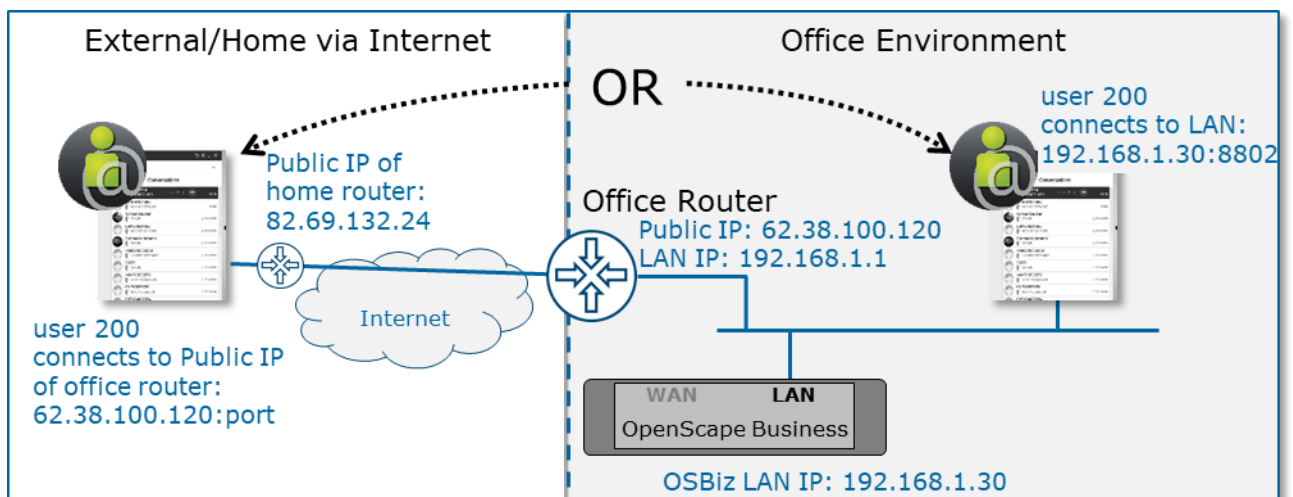 External/Home via Internet
Office Environment
OR
user 200
connects to LAN:
192.168.1.30:8802
@
@
Conversations
Public IP of
home router:
82.69.132.24
Office Router
Public IP: 62.38.100.120
LAN IP: 192.168.1.1
Internet
user 200
connects to Public IP
of office router:
62.38.100.120:port
WAN LAN
OpenScape Business
OSBiz LAN IP: 192.168.1.30